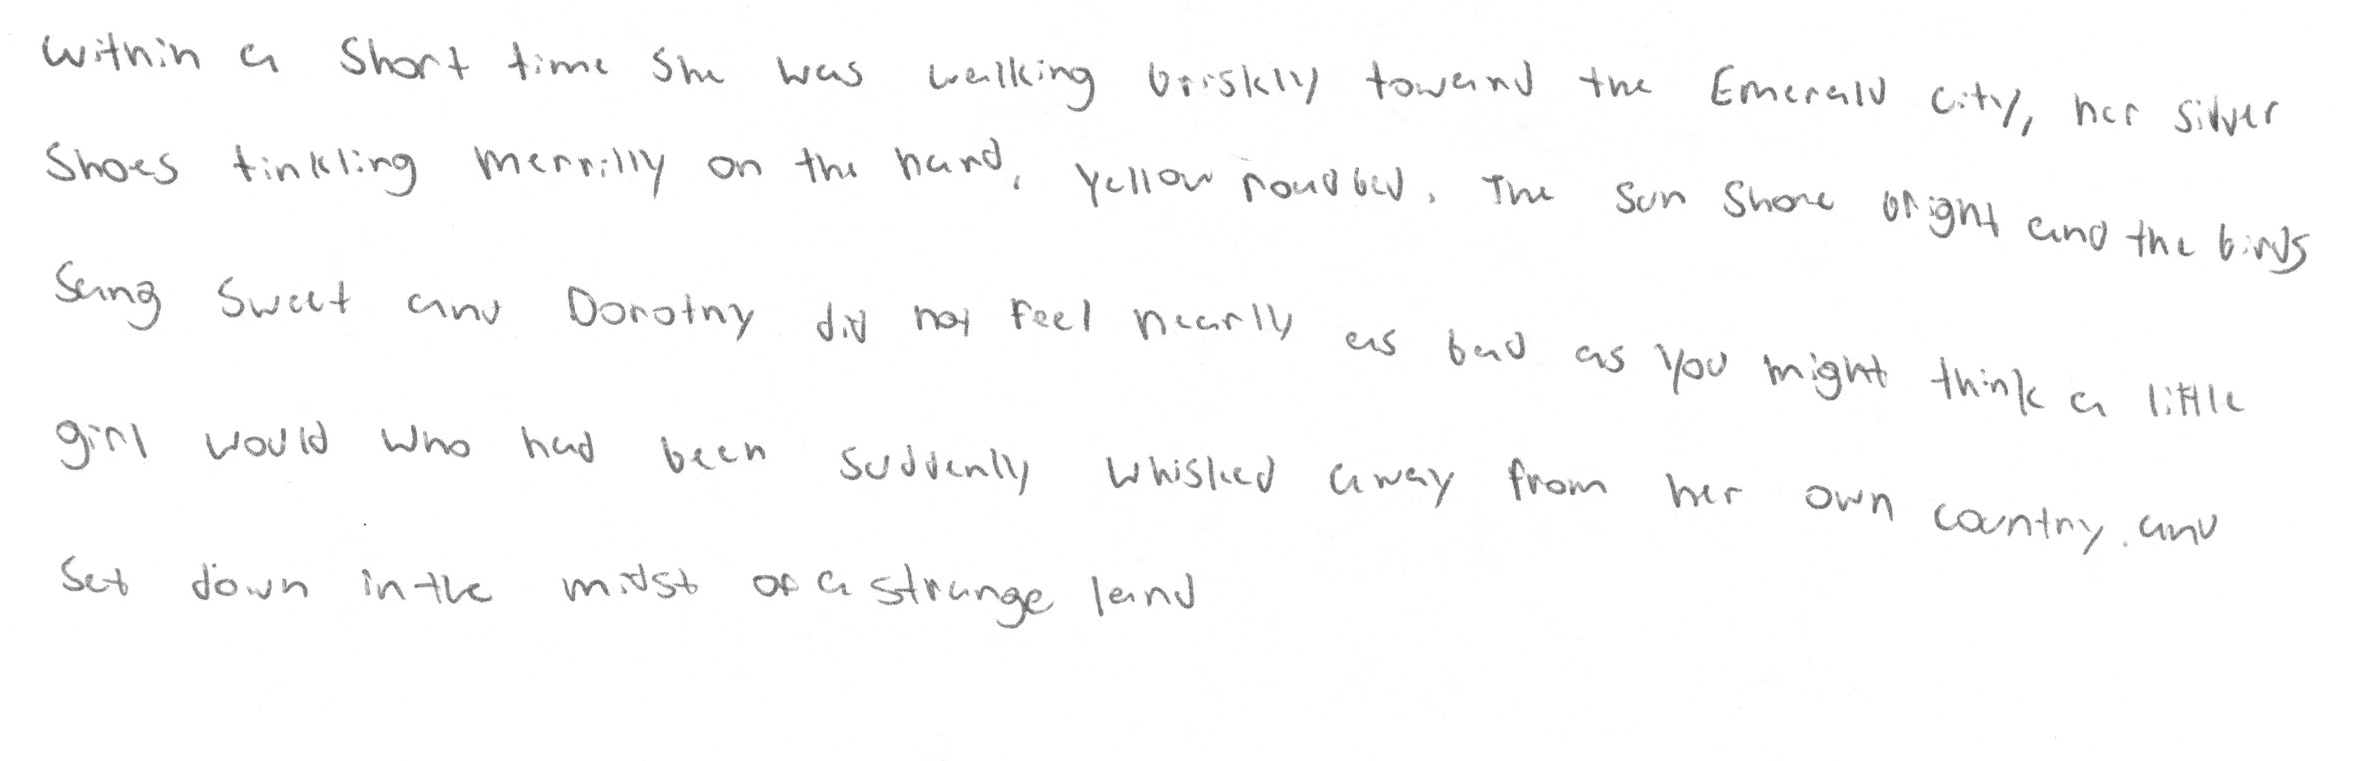 Within a short time she was walking briskly toward the Emerald City, her silver
shoes tinkling merrilly on the hard, yellow roadbed. The sun shone bright and the birds
sang sweet and Dorothy did not feel nearly as bad as you might think a little
girl would who had been suddenly whisked away from her own country. and
set down in the midst of a strange land